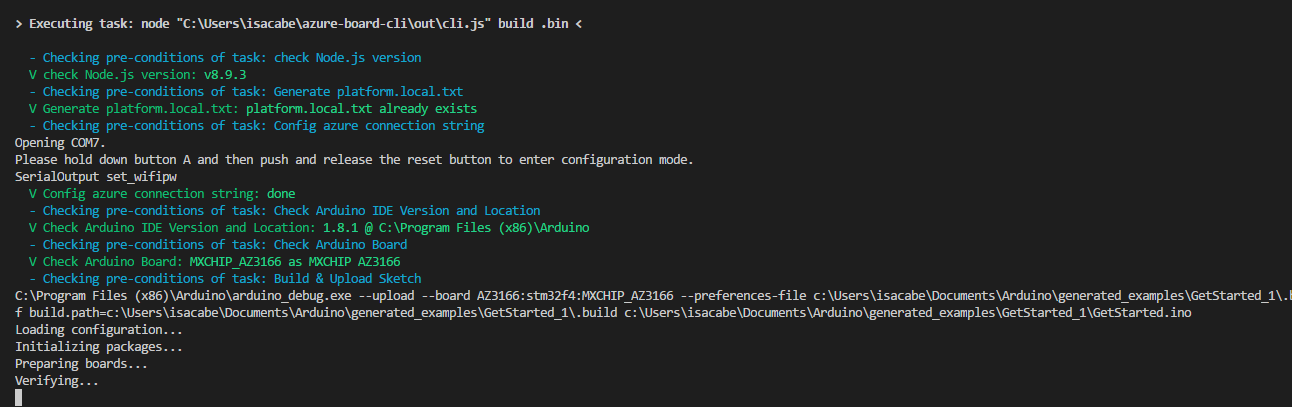 > Executing task: node "C:\Users\isacabe\azure-board-cli\out\cli.js" build .bin <
- Checking pre-conditions of task: check Node.js version
V check Node.js version: v8.9.3
- Checking pre-conditions of task: Generate platform.local.txt
V Generate platform.local.txt: platform.local.txt already exists
- Checking pre-conditions of task: Config azure connection string
Opening COM7.
Please hold down button A and then push and release the reset button to enter configuration mode.
SerialOutput set_wifipw
V Config azure connection string: done
- Checking pre-conditions of task: Check Arduino IDE Version and Location
V Check Arduino IDE Version and Location: 1.8.1 @ C:\Program Files (x86)\Arduino
- Checking pre-conditions of task: Check Arduino Board
V Check Arduino Board: MXCHIP_AZ3166 as MXCHIP AZ3166
- Checking pre-conditions of task: Build & Upload Sketch
C:\Program Files (x86)\Arduino\arduino_debug.exe --upload --board AZ3166:stm32f4:MXCHIP_AZ3166 --preferences-file c:\Users\isacabe\Documents\Arduino\generated_examples\GetStarted_1\.b
f build.path=c:\Users\isacabe\Documents\Arduino\generated_examples\GetStarted_1\.build c:\Users\isacabe\Documents\Arduino\generated_examples\GetStarted_1\GetStarted.ino
Loading configuration...
Initializing packages...
Preparing boards...
Verifying...